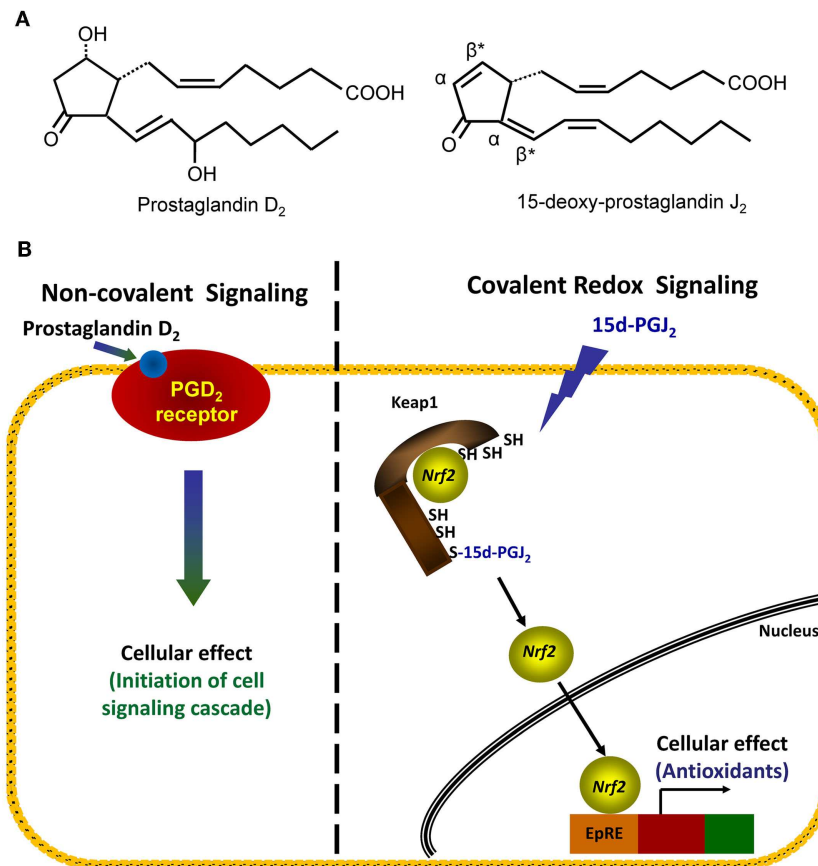 A
OH
COOH
O
OH
Prostaglandin D₂
β*
α
COOH
O
α
β*
15-deoxy-prostaglandin J₂
B
Non-covalent Signaling
Prostaglandin D₂
PGD₂
receptor
Cellular effect
(Initiation of cell
signaling cascade)
Covalent Redox Signaling
15d-PGJ₂
Keap1
SH
SH
SH
Nrf2
SH
SH
S-15d-PGJ₂
Nrf2
Nucleus
Cellular effect
(Antioxidants)
Nrf2
EpRE